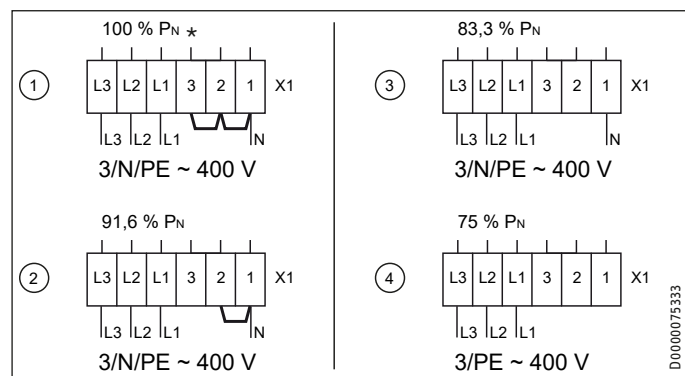 100 % PN *
1
L3 L2 L1 3 2 1 X1
L3 L2 L1 N
3/N/PE ~ 400 V
91,6 % PN
2
L3 L2 L1 3 2 1 X1
L3 L2 L1 N
3/N/PE ~ 400 V
83,3 % PN
3
L3 L2 L1 3 2 1 X1
L3 L2 L1 N
3/N/PE ~ 400 V
75 % PN
4
L3 L2 L1 3 2 1 X1
L3 L2 L1
3/PE ~ 400 V
D0000075333